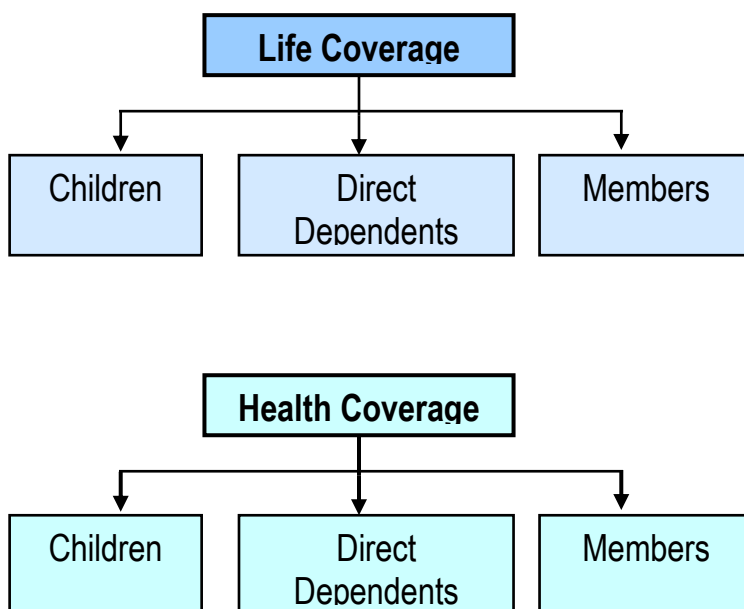 Life Coverage
Children
Direct
Dependents
Members
Health Coverage
Children
Direct
Dependents
Members